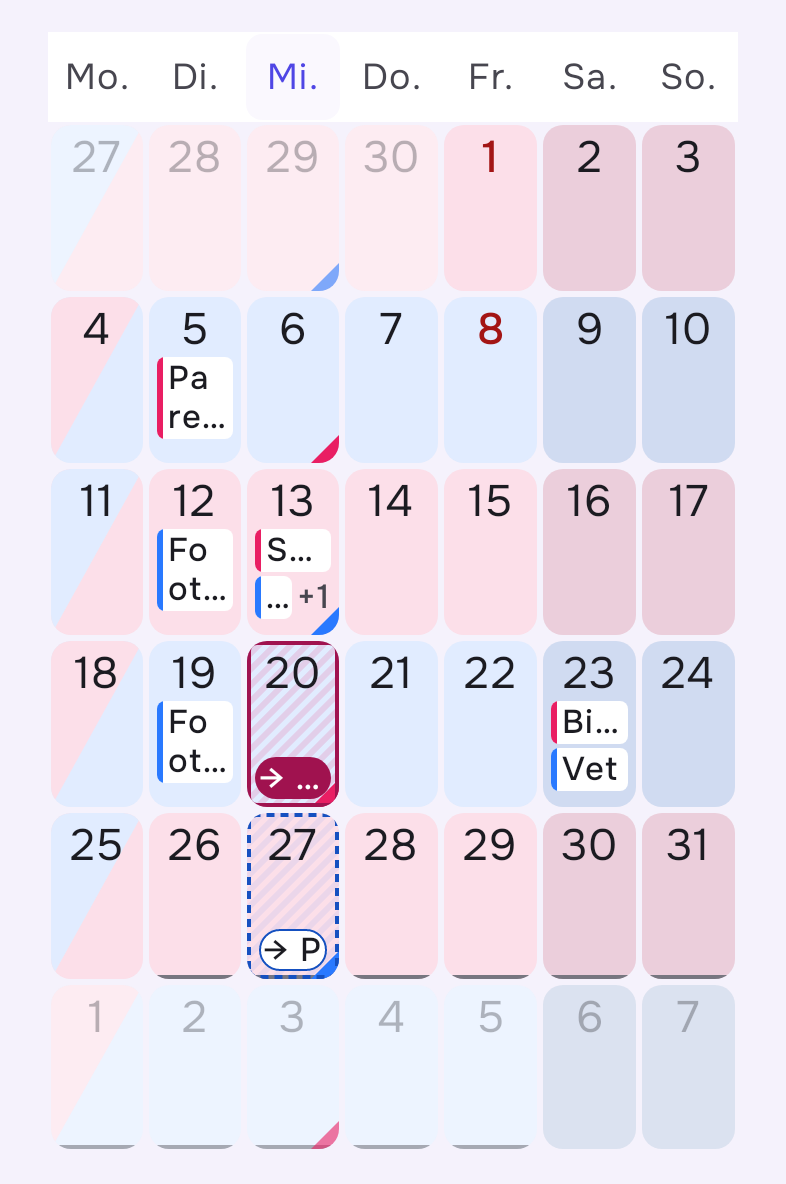 Mo. Di. Mi. Do. Fr. Sa. So.
27 28 29 30 1 2 3
4 5 6 7 8 9 10
Pa
re...
11 12 13 14 15 16 17
Fo S...
ot... ... +1
18 19 20 21 22 23 24
Fo Bi...
ot... → ... Vet
25 26 27 28 29 30 31
→ P
1 2 3 4 5 6 7